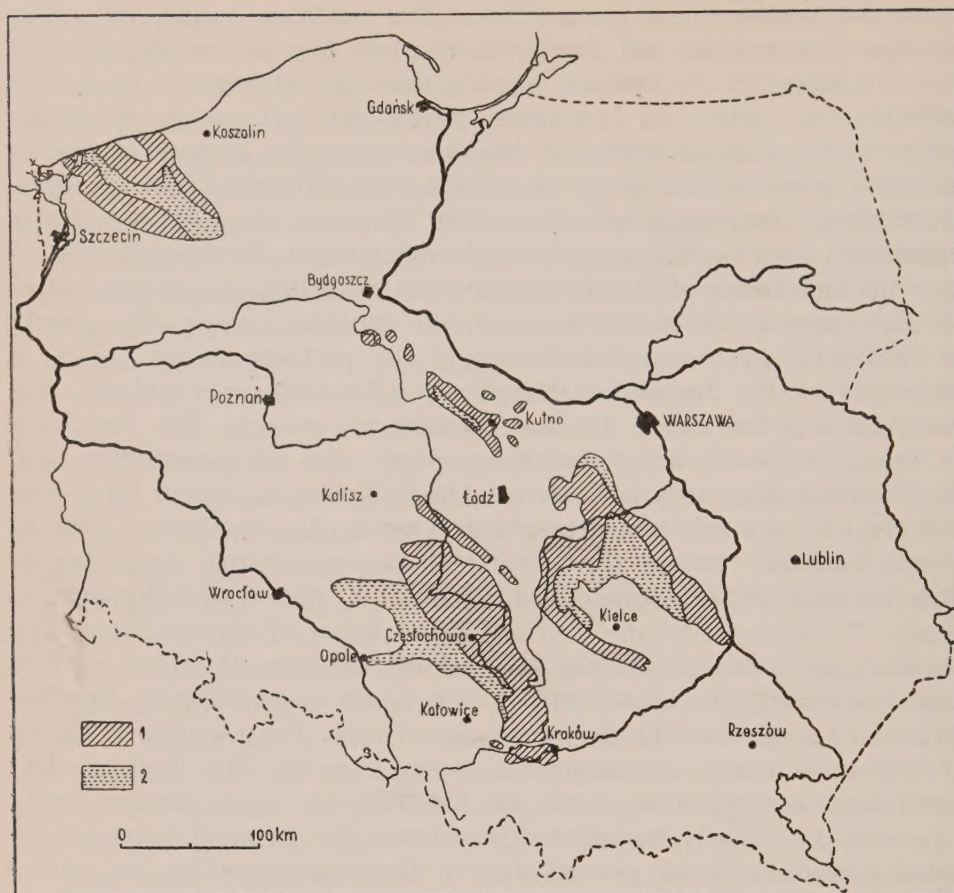 Gdańsk
Koszalin
Szczecin
Bydgoszcz
Poznań
Kutno
WARSZAWA
Kalisz
Łódź
Lublin
Wrocław
Kielce
Częstochowa
Opole
Katowice
Kraków
Rzeszów
1
2
0 100 km